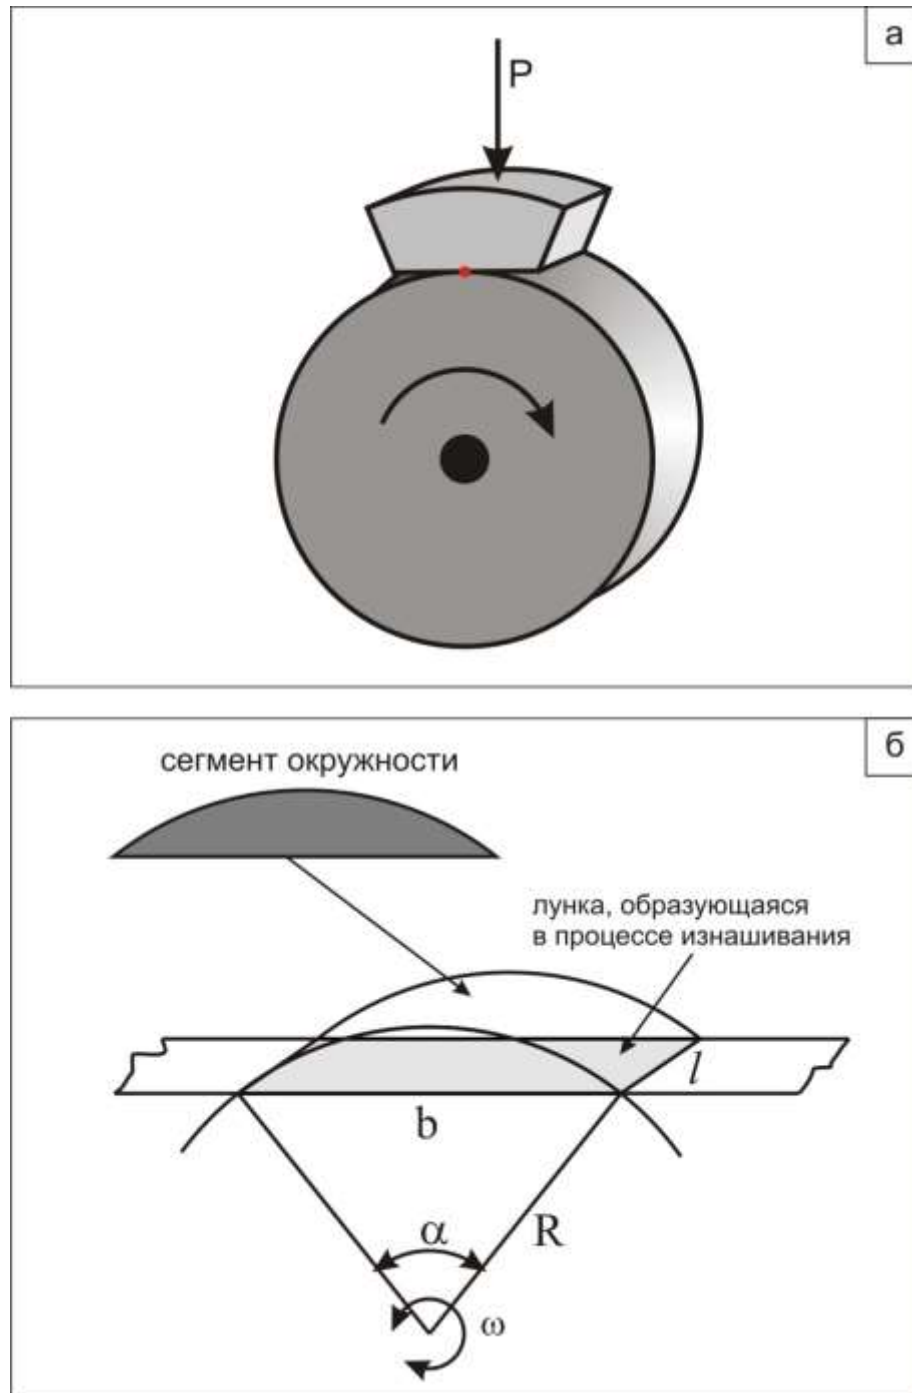 а
P
б
сегмент окружности
лунка, образующаяся
в процессе изнашивания
l
b
α
R
ω